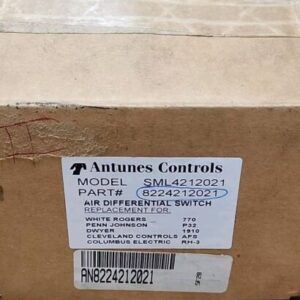 Antunes Controls
MODEL SML4212021
PART# 8224212021
AIR DIFFERENTIAL SWITCH
REPLACEMENT FOR:
WHITE ROGERS 770
PENN JOHNSON P32
DWYER 1910
CLEVELAND CONTROLS AFS
COLUMBUS ELECTRIC RH-3
AN8224212021